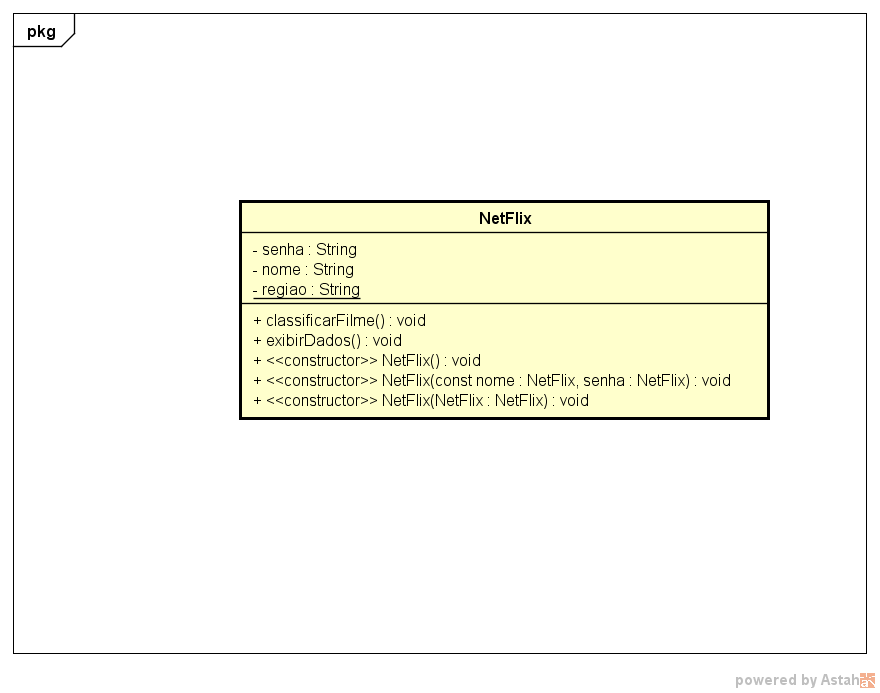 pkg
NetFlix
- senha : String
- nome : String
- regiao : String
+ classificarFilme() : void
+ exibirDados() : void
+ <<constructor>> NetFlix() : void
+ <<constructor>> NetFlix(const nome : NetFlix, senha : NetFlix) : void
+ <<constructor>> NetFlix(NetFlix : NetFlix) : void
powered by Astah